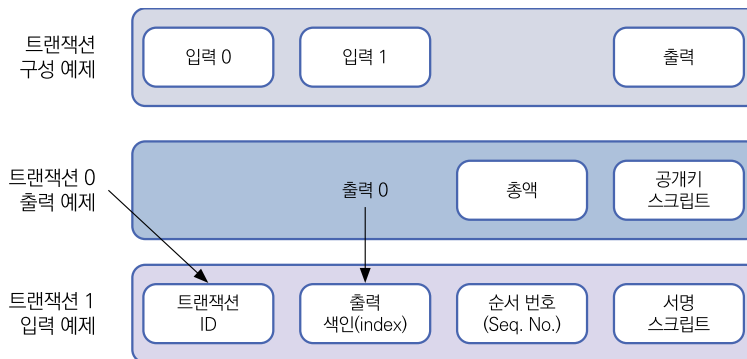 트랜잭션
구성 예제
입력 0
입력 1
출력
트랜잭션 0
출력 예제
출력 0
총액
공개키
스크립트
트랜잭션 1
입력 예제
트랜잭션
ID
출력
색인(index)
순서 번호
(Seq. No.)
서명
스크립트